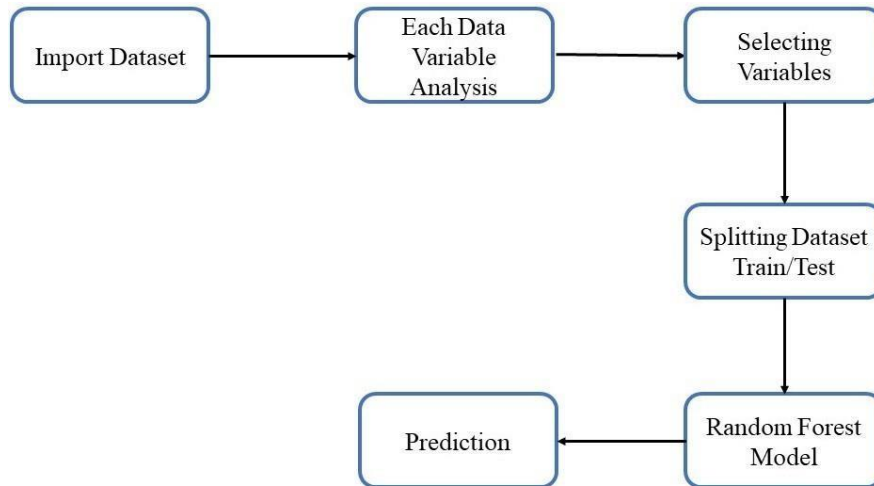 Import Dataset
Each Data
Variable
Analysis
Selecting
Variables
Splitting Dataset
Train/Test
Random Forest
Model
Prediction